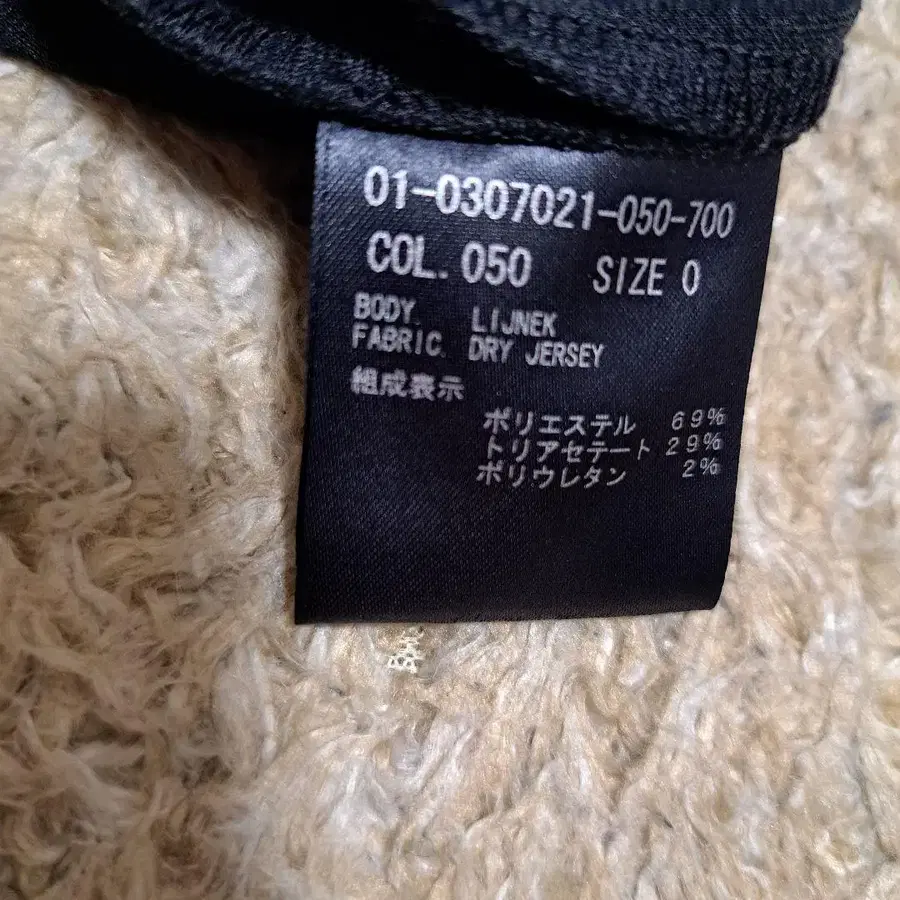 01-0307021-050-700
COL. 050 SIZE 0
BODY. LIJNEK
FABRIC. DRY JERSEY
組成表示
ポリエステル 69%
トリアセテート 29%
ポリウレタン 2%